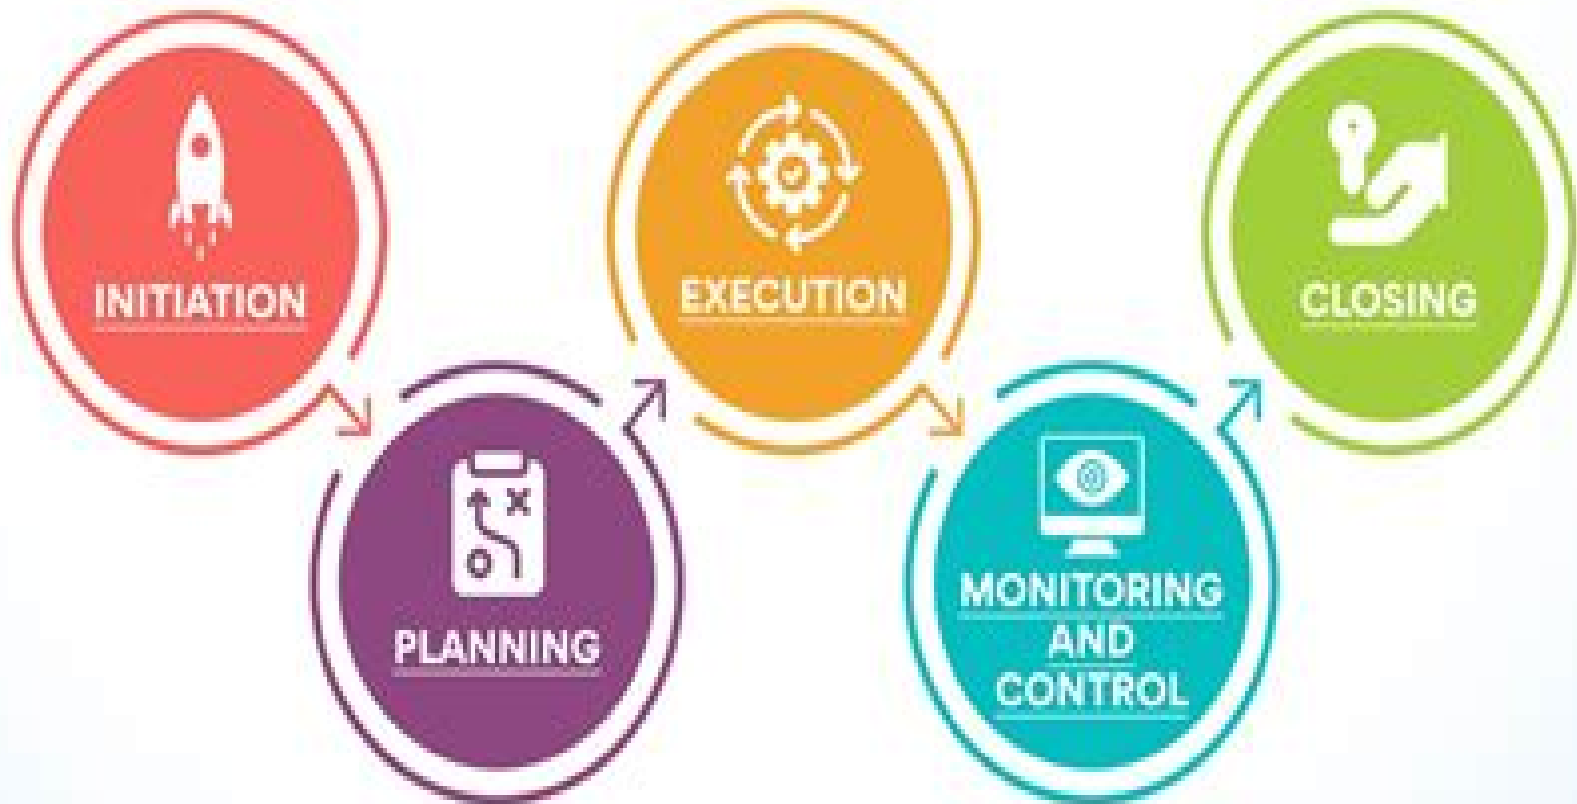 INITIATION
PLANNING
EXECUTION
MONITORING
AND
CONTROL
CLOSING